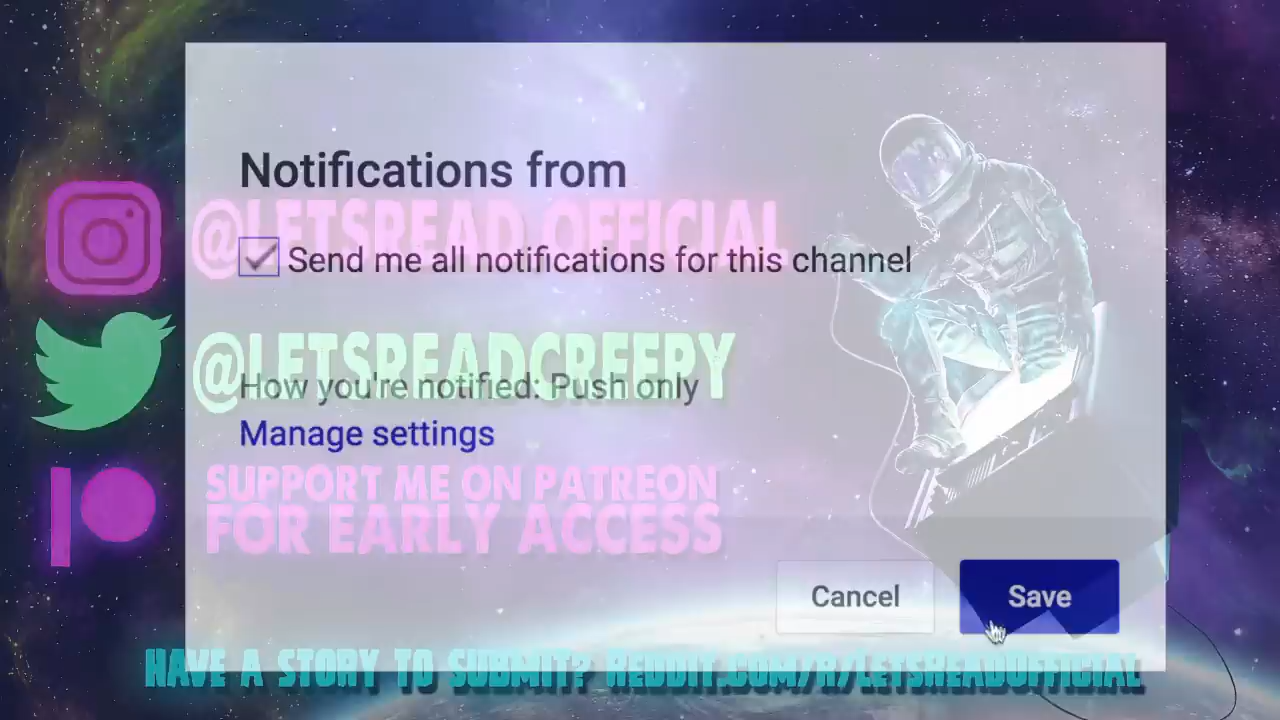 Notifications from
@LETSREAD.OFFICIAL
Send me all notifications for this channel
@LETSREADCREEPY
How you're notified: Push only
Manage settings
SUPPORT ME ON PATREON
FOR EARLY ACCESS
Cancel
Save
HAVE A STORY TO SUBMIT? REDDIT.COM/R/LETSREADOFFICIAL